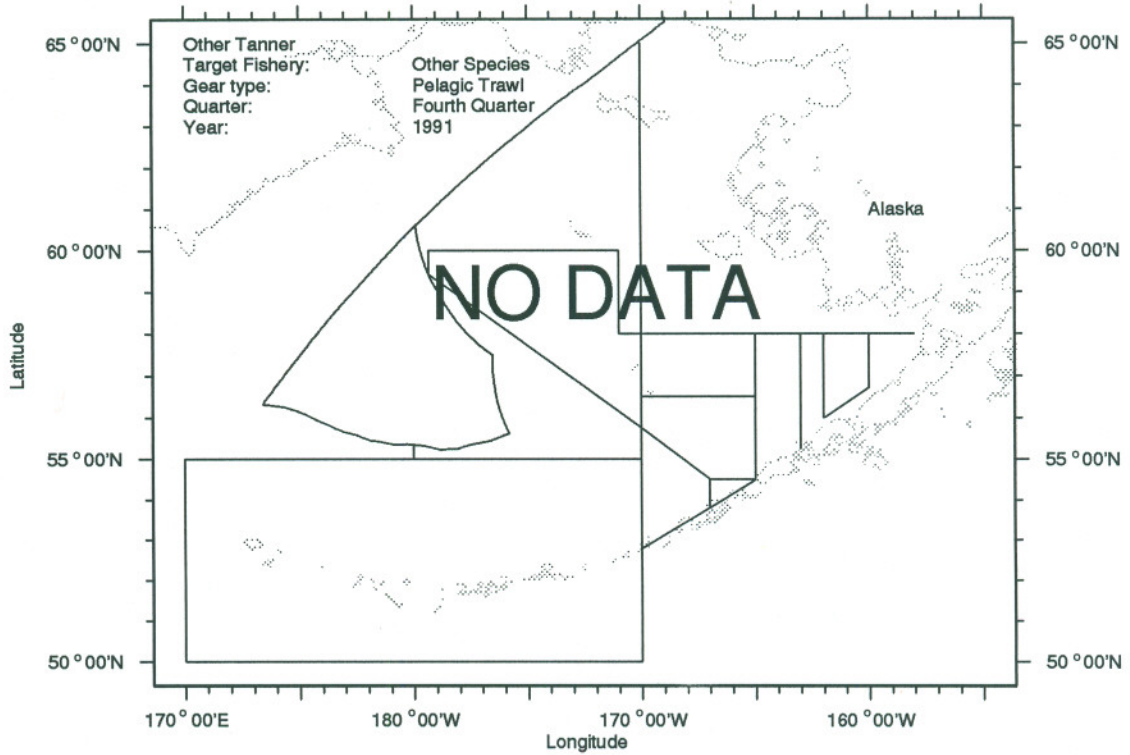 65°00'N
65°00'N
Other Tanner
Target Fishery: Other Species
Gear type: Pelagic Trawl
Quarter: Fourth Quarter
Year: 1991
Alaska
60°00'N
60°00'N
NO DATA
Latitude
55°00'N
55°00'N
50°00'N
50°00'N
170°00'E
180°00'W
170°00'W
160°00'W
Longitude